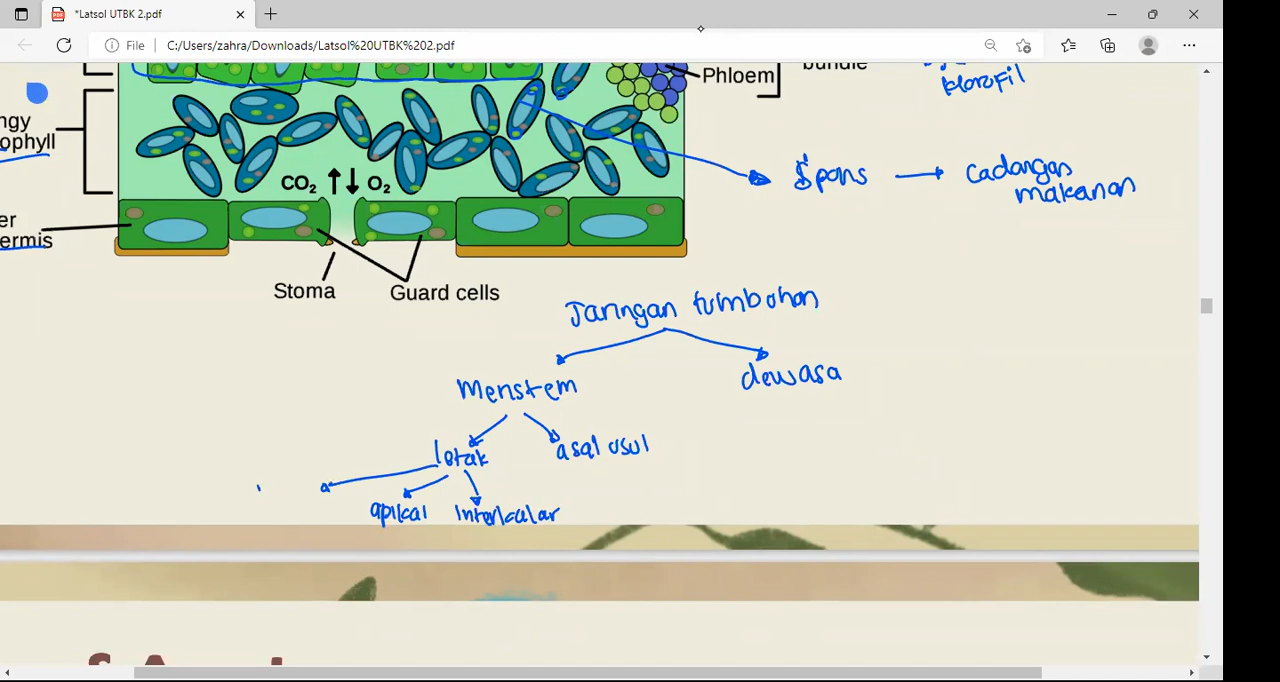 *Latsol UTBK 2.pdf
File C:/Users/zahra/Downloads/Latsol%20UTBK%202.pdf
Phloem
bundle
klorofil
ngy
ophyll
CO₂ O₂
Spons
Cadangan
makanan
er
ermis
Stoma
Guard cells
Jaringan tumbuhan
Meristem
dewasa
letak
asal usul
apikal
interkalar